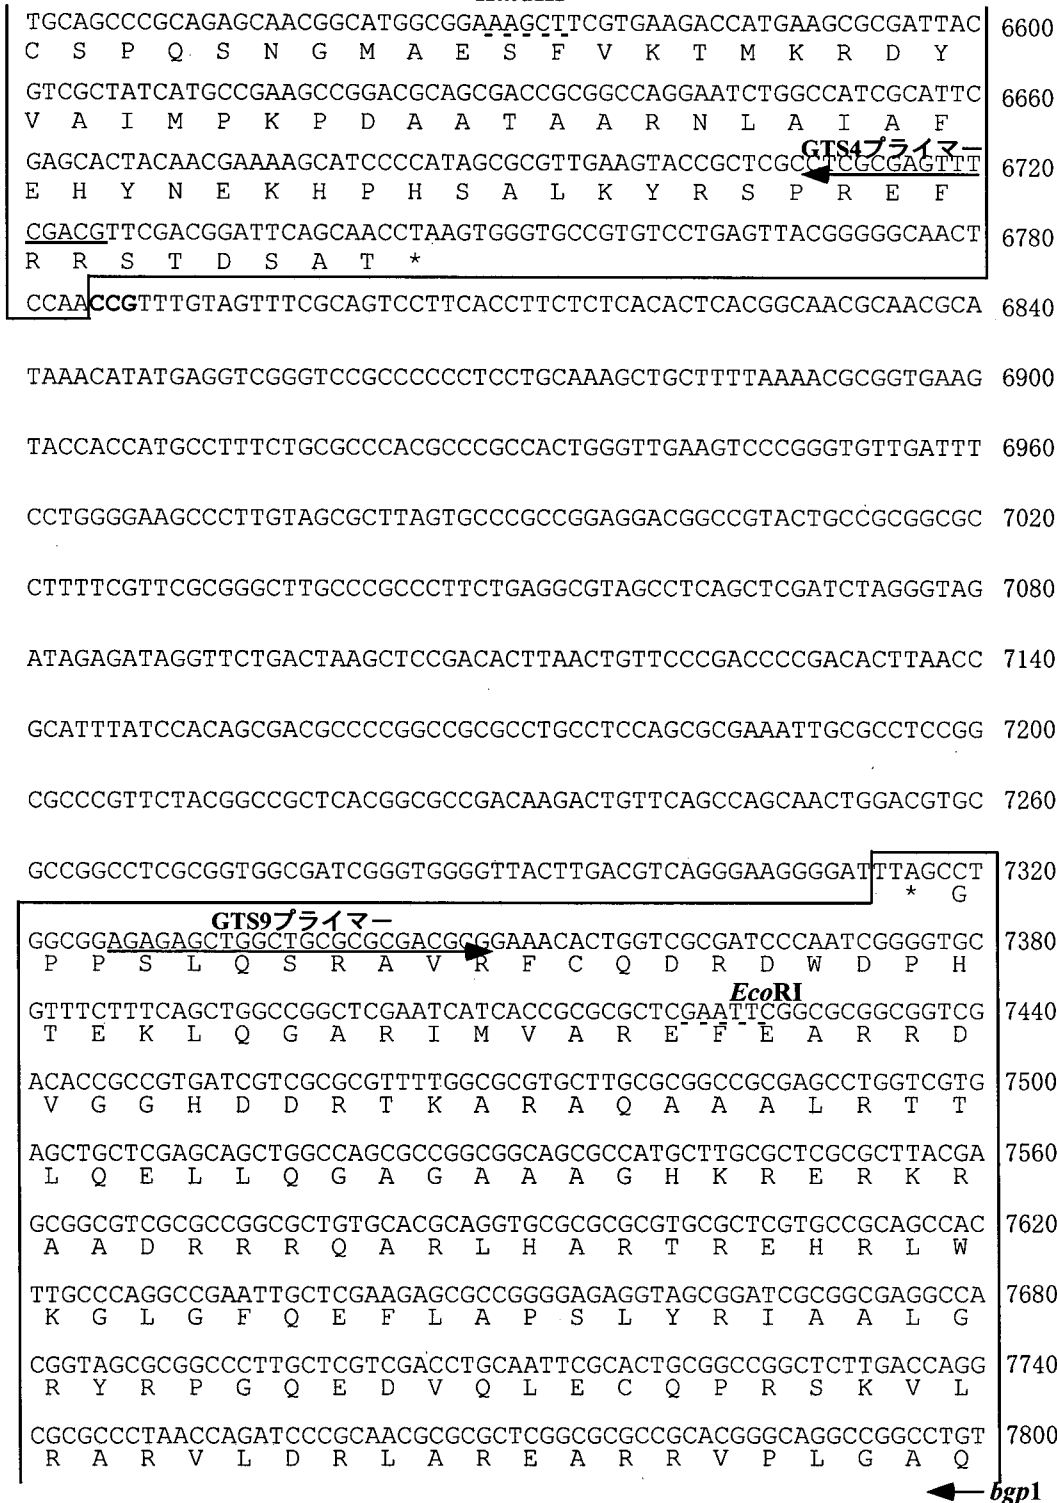 TGCAGCCCGCAGAGCAACGGCATGGCGGAAAGCTTCGTGAAGACCATGAAGCGCGATTAC 6600
C S P Q S N G M A E S F V K T M K R D Y
GTCGCTATCATGCCGAAGCCGGACGCAGCGACCGCGGCCAGGAATCTGGCCATCGCATTC 6660
V A I M P K P D A A T A A R N L A I A F
GTS4プライマー
GAGCACTACAACGAAAAGCATCCCCATAGCGCGTTGAAGTACCGCTCGCCTCGCGAGTTT 6720
E H Y N E K H P H S A L K Y R S P R E F
CGACGTTCGACGGATTCAGCAACCTAAGTGGGTGCCGTGTCCTGAGTTACGGGGGCAACT 6780
R R S T D S A T *
CCAACCGTTTGTAGTTTCGCAGTCCTTCACCTTCTCTCACACTCACGGCAACGCAACGCA 6840
TAAACATATGAGGTCGGGTCCGCCCCCCTCCTGCAAAGCTGCTTTTAAAACGCGGTGAAG 6900
TACCACCATGCCTTTCTGCGCCCACGCCCGCCACTGGGTTGAAGTCCCGGGTGTTGATTT 6960
CCTGGGGAAGCCCTTGTAGCGCTTAGTGCCCGCCGGAGGACGGCCGTACTGCCGCGGCGC 7020
CTTTTCGTTCGCGGGCTTGCCCGCCCTTCTGAGGCGTAGCCTCAGCTCGATCTAGGGTAG 7080
ATAGAGATAGGTTCTGACTAAGCTCCGACACTTAACTGTTCCCGACCCCGACACTTAACC 7140
GCATTTATCCACAGCGACGCCCCGGCCGCGCCTGCCTCCAGCGCGAAATTGCGCCTCCGG 7200
CGCCCGTTCTACGGCCGCTCACGGCGCCGACAAGACTGTTCAGCCAGCAACTGGACGTGC 7260
GCCGGCCTCGCGGTGGCGATCGGGTGGGGTTACTTGACGTCAGGGAAGGGGATTTAGCCT 7320
* G
GTS9プライマー
GGCGGAGAGAGCTGGCTGCGCGCGACGCGGAAACACTGGTCGCGATCCCAATCGGGGTGC 7380
P P S L Q S R A V R F C Q D R D W D P H
EcoRI
GTTTCTTTCAGCTGGCCGGCTCGAATCATCACCGCGCGCTCGAATTCGGCGCGGCGGTCG 7440
T E K L Q G A R I M V A R E F E A R R D
ACACCGCCGTGATCGTCGCGCGTTTTGGCGCGTGCTTGCGCGGCCGCGAGCCTGGTCGTG 7500
V G G H D D R T K A R A Q A A A L R T T
AGCTGCTCGAGCAGCTGGCCAGCGCCGGCGGCAGCGCCATGCTTGCGCTCGCGCTTACGA 7560
L Q E L L Q G A G A A A G H K R E R K R
GCGGCGTCGCGCCGGCGCTGTGCACGCAGGTGCGCGCGCGTGCGCTCGTGCCGCAGCCAC 7620
A A D R R R Q A R L H A R T R E H R L W
TTGCCCAGGCCGAATTGCTCGAAGAGCGCCGGGGAGAGGTAGCGGATCGCGGCGAGGCCA 7680
K G L G F Q E F L A P S L Y R I A A L G
CGGTAGCGCGGCCCTTGCTCGTCGACCTGCAATTCGCACTGCGGCCGGCTCTTGACCAGG 7740
R Y R P G Q E D V Q L E C Q P R S K V L
CGCGCCCTAACCAGATCCCGCAACGCGCGCTCGGCGCGCCGCACGGGCAGGCCGGCCTGT 7800
R A R V L D R L A R E A R R V P L G A Q
bgp1